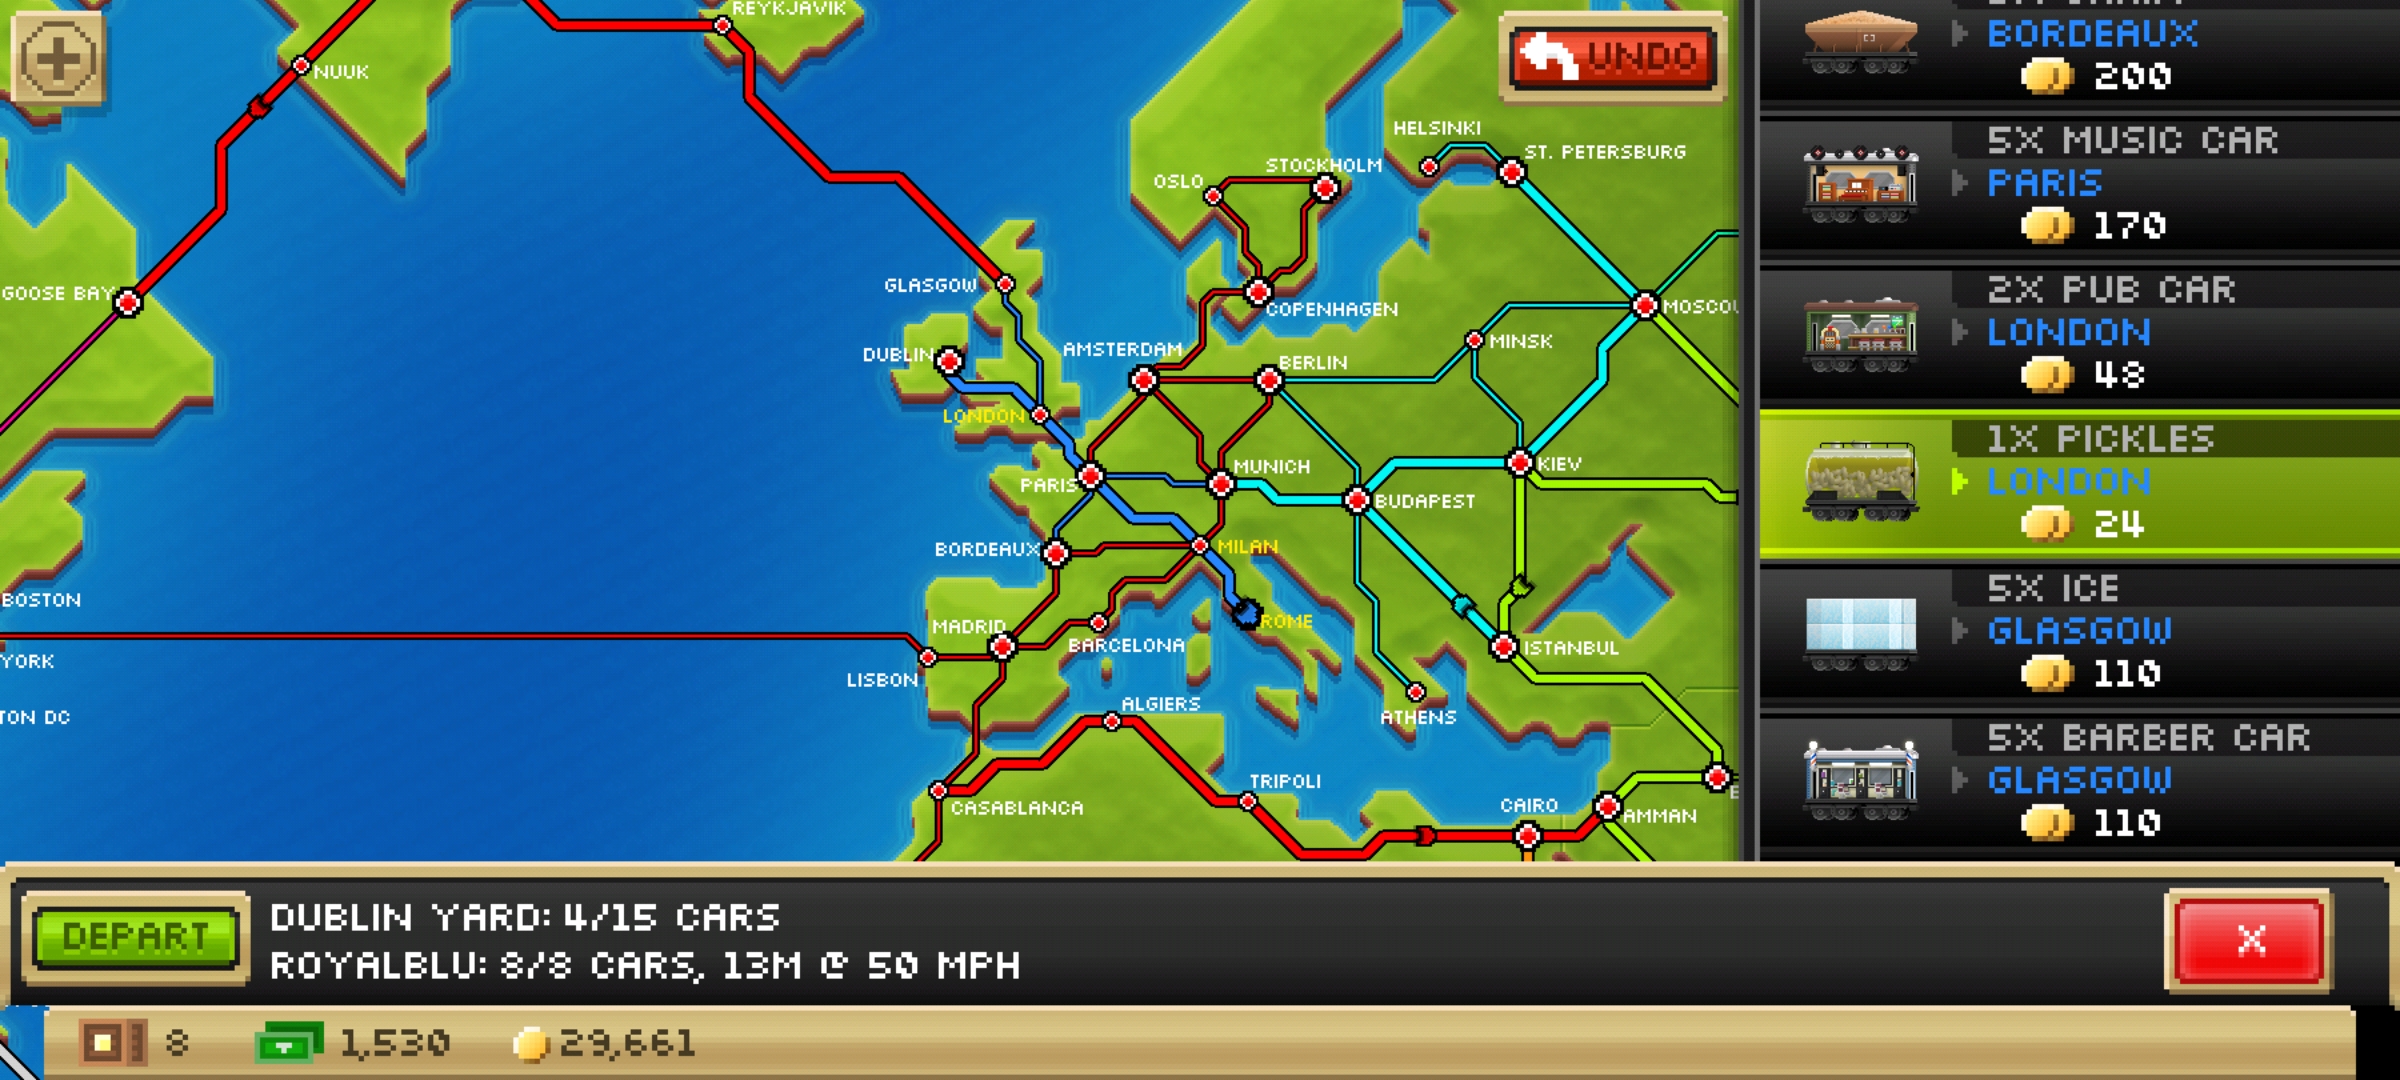 REYKJAVIK
NUUK
UNDO
HELSINKI
ST. PETERSBURG
STOCKHOLM
OSLO
GLASGOW
GOOSE BAY
COPENHAGEN
MOSCOW
MINSK
AMSTERDAM
DUBLIN
BERLIN
LONDON
MUNICH
KIEV
PARIS
BUDAPEST
BORDEAUX
MILAN
BOSTON
ROME
MADRID
BARCELONA
ISTANBUL
YORK
LISBON
TON DC
ALGIERS
ATHENS
TRIPOLI
CASABLANCA
CAIRO
AMMAN
BORDEAUX
200
5X MUSIC CAR
PARIS
170
2X PUB CAR
LONDON
48
1X PICKLES
LONDON
24
5X ICE
GLASGOW
110
5X BARBER CAR
GLASGOW
110
DEPART
DUBLIN YARD: 4/15 CARS
ROYALBLU: 8/8 CARS, 13M @ 50 MPH
X
8
1,530
29,661